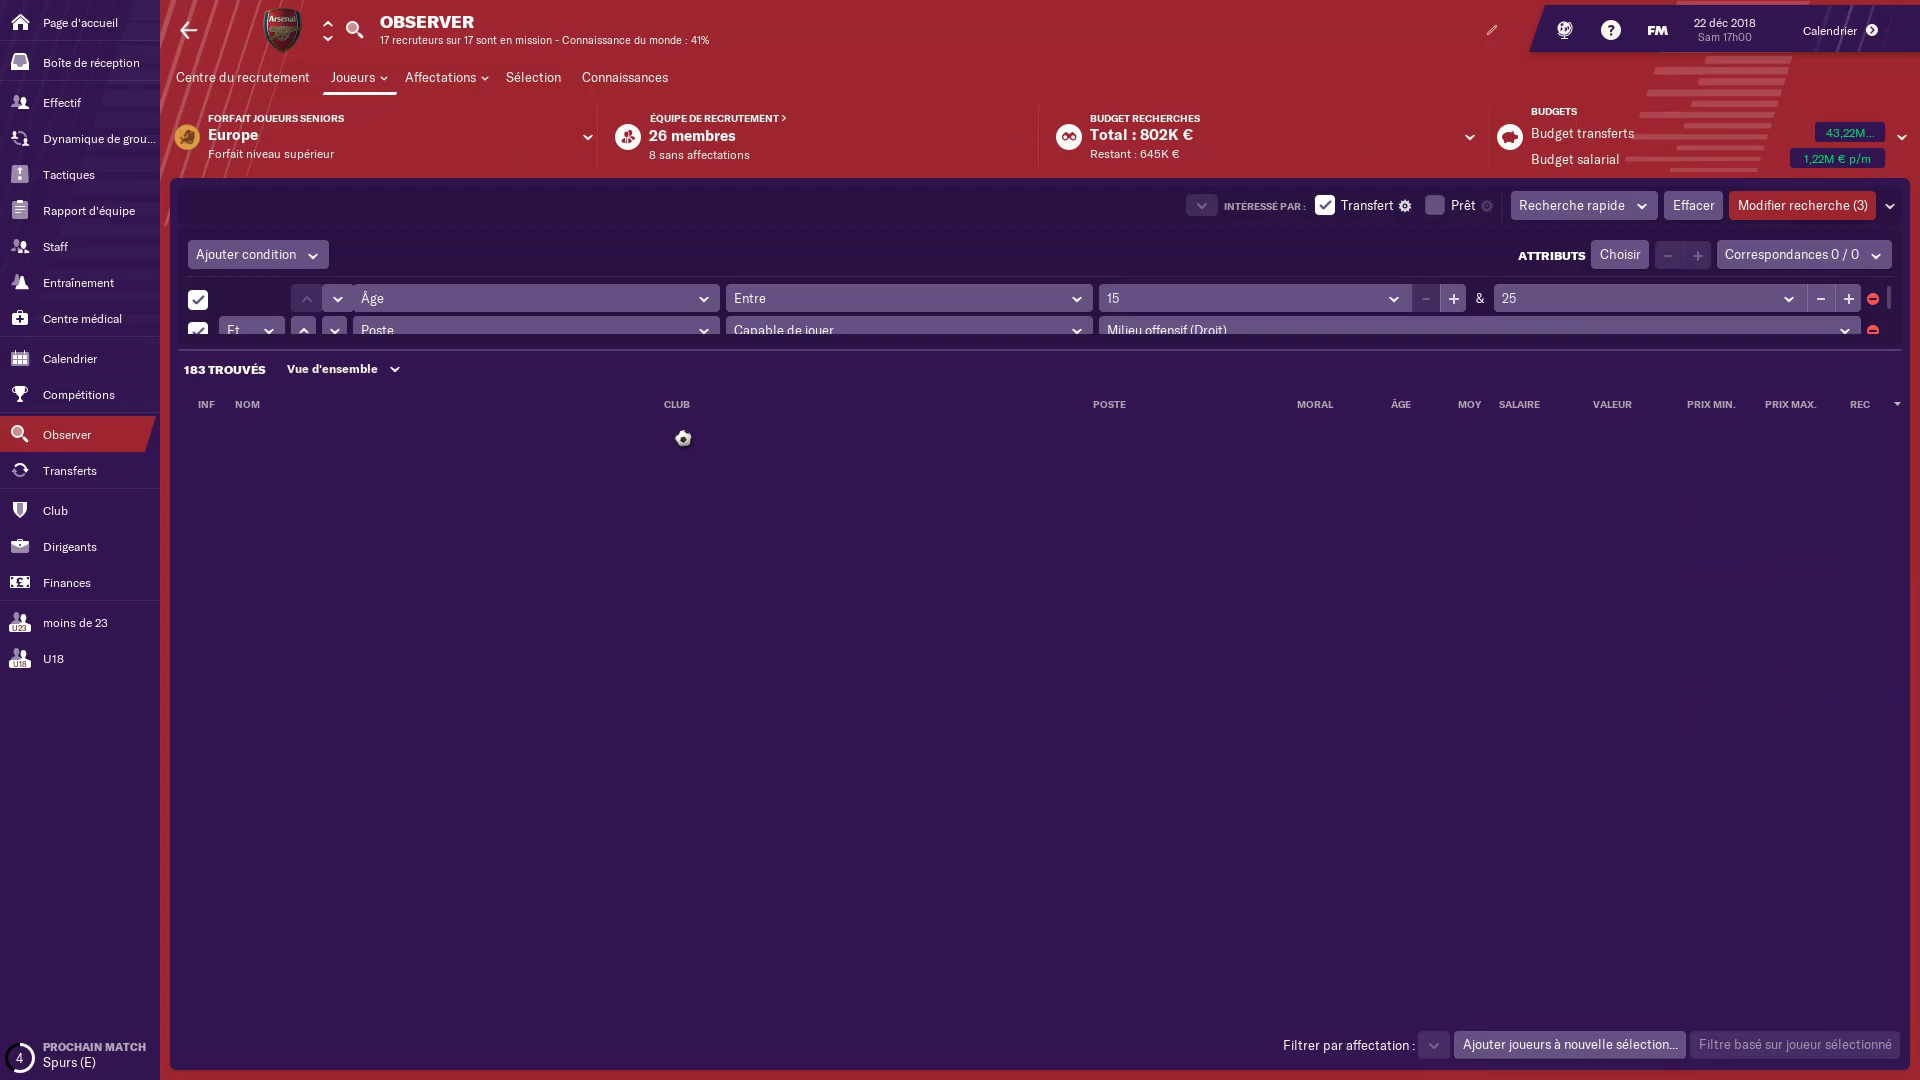 Page d'accueil
Boîte de réception
Effectif
Dynamique de grou...
Tactiques
Rapport d'équipe
Staff
Entraînement
Centre médical
Calendrier
Compétitions
Observer
Transferts
Club
Dirigeants
Finances
U23
moins de 23
U18
U18
4
PROCHAIN MATCH
Spurs (E)
Arsenal
OBSERVER
17 recruteurs sur 17 sont en mission - Connaissance du monde : 41%
?
FM
22 déc 2018
Sam 17h00
Calendrier
Centre du recrutement
Joueurs
Affectations
Sélection
Connaissances
FORFAIT JOUEURS SENIORS
Europe
Forfait niveau supérieur
ÉQUIPE DE RECRUTEMENT >
26 membres
8 sans affectations
BUDGET RECHERCHES
Total : 802K €
Restant : 645K €
BUDGETS
Budget transferts
43,22M...
Budget salarial
1,22M € p/m
INTÉRESSÉ PAR :
Transfert
Prêt
Recherche rapide
Effacer
Modifier recherche (3)
Ajouter condition
ATTRIBUTS
Choisir
− +
Correspondances 0 / 0
Âge
Entre
15
− +
&
25
− +
Et
Poste
Capable de jouer
Milieu offensif (Droit)
183 TROUVÉS
Vue d'ensemble
INF NOM CLUB POSTE MORAL ÂGE MOY SALAIRE VALEUR PRIX MIN. PRIX MAX. REC
Filtrer par affectation :
Ajouter joueurs à nouvelle sélection...
Filtre basé sur joueur sélectionné